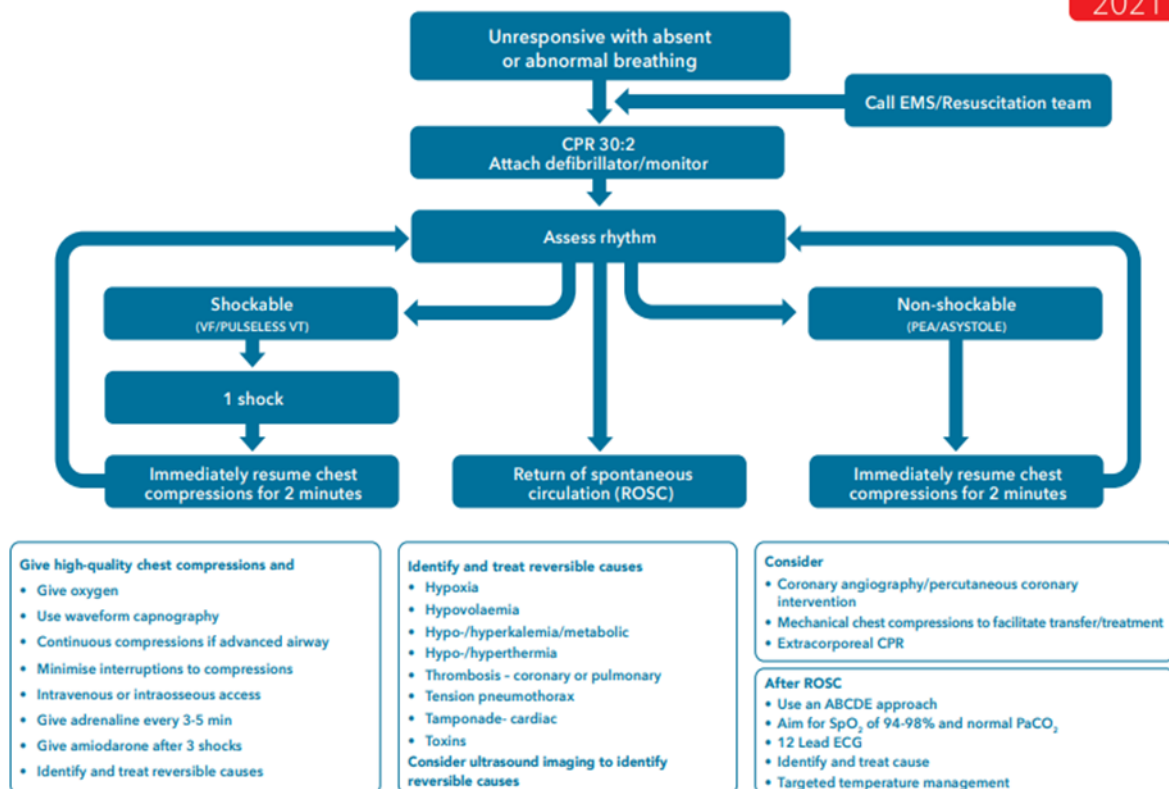 2021
Unresponsive with absent
or abnormal breathing
Call EMS/Resuscitation team
CPR 30:2
Attach defibrillator/monitor
Assess rhythm
Shockable
(VF/PULSELESS VT)
Non-shockable
(PEA/ASYSTOLE)
1 shock
Immediately resume chest
compressions for 2 minutes
Return of spontaneous
circulation (ROSC)
Immediately resume chest
compressions for 2 minutes
Give high-quality chest compressions and
• Give oxygen
• Use waveform capnography
• Continuous compressions if advanced airway
• Minimise interruptions to compressions
• Intravenous or intraosseous access
• Give adrenaline every 3-5 min
• Give amiodarone after 3 shocks
• Identify and treat reversible causes
Identify and treat reversible causes
• Hypoxia
• Hypovolaemia
• Hypo-/hyperkalemia/metabolic
• Hypo-/hyperthermia
• Thrombosis – coronary or pulmonary
• Tension pneumothorax
• Tamponade- cardiac
• Toxins
Consider ultrasound imaging to identify
reversible causes
Consider
• Coronary angiography/percutaneous coronary
intervention
• Mechanical chest compressions to facilitate transfer/treatment
• Extracorporeal CPR
After ROSC
• Use an ABCDE approach
• Aim for SpO₂ of 94-98% and normal PaCO₂
• 12 Lead ECG
• Identify and treat cause
• Targeted temperature management